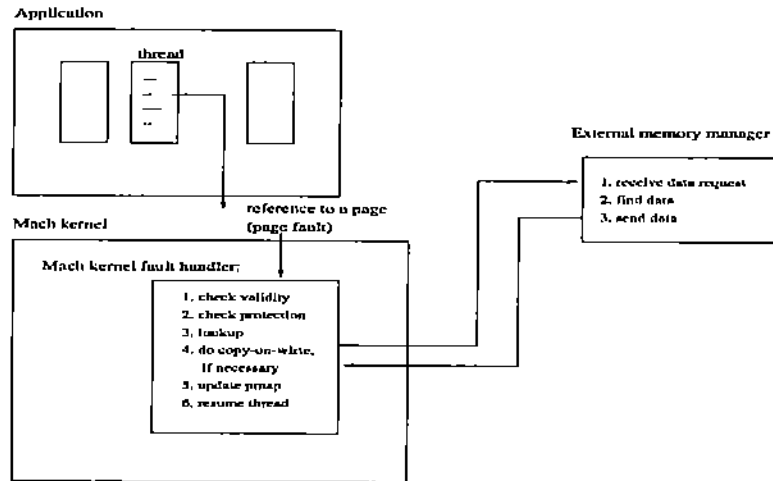 Application
thread
External memory manager
1. receive data request
2. find data
3. send data
reference to a page
(page fault)
Mach kernel
Mach kernel fault handler:
1. check validity
2. check protection
3. lookup
4. do copy-on-write,
if necessary
5. update pmap
6. resume thread